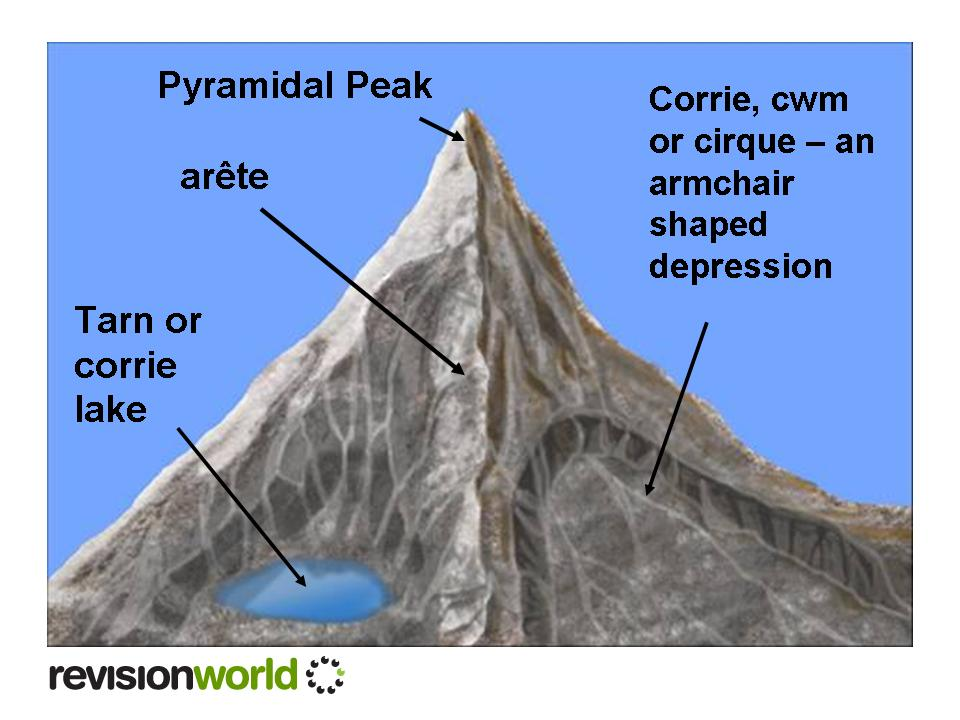 Pyramidal Peak
arête
Tarn or
corrie
lake
Corrie, cwm
or cirque – an
armchair
shaped
depression
revisionworld